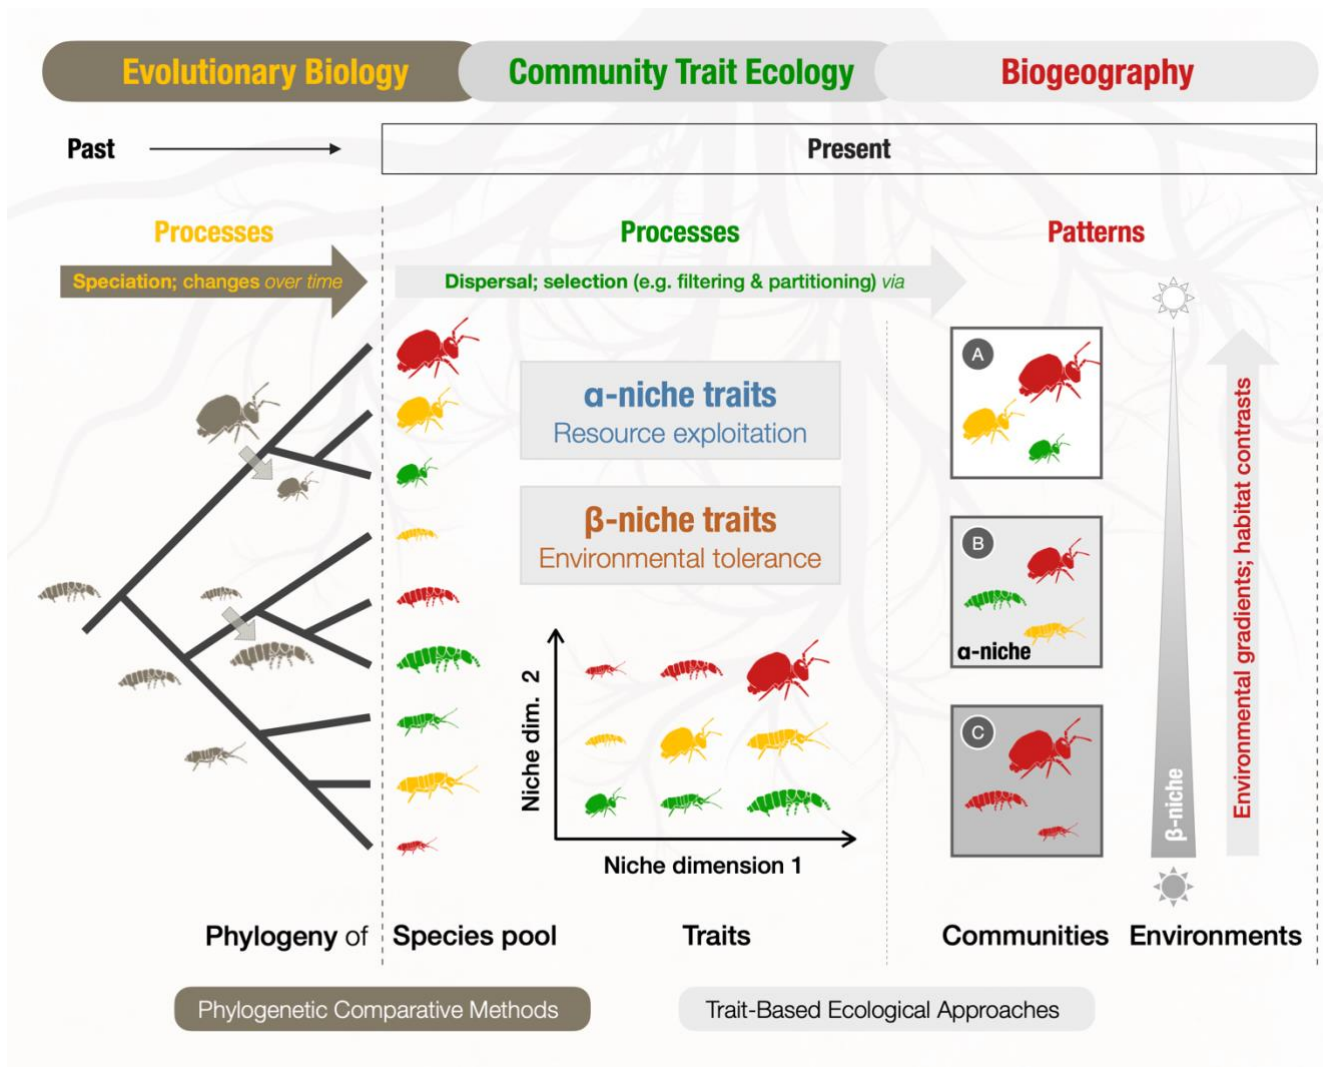 Evolutionary Biology
Community Trait Ecology
Biogeography
Past
Present
Processes
Processes
Patterns
Speciation; changes over time
Dispersal; selection (e.g. filtering & partitioning) via
A
α-niche traits
Resource exploitation
β-niche traits
Environmental tolerance
B
α-niche
C
Niche dim. 2
Niche dimension 1
β-niche
Environmental gradients; habitat contrasts
Phylogeny of
Species pool
Traits
Communities
Environments
Phylogenetic Comparative Methods
Trait-Based Ecological Approaches